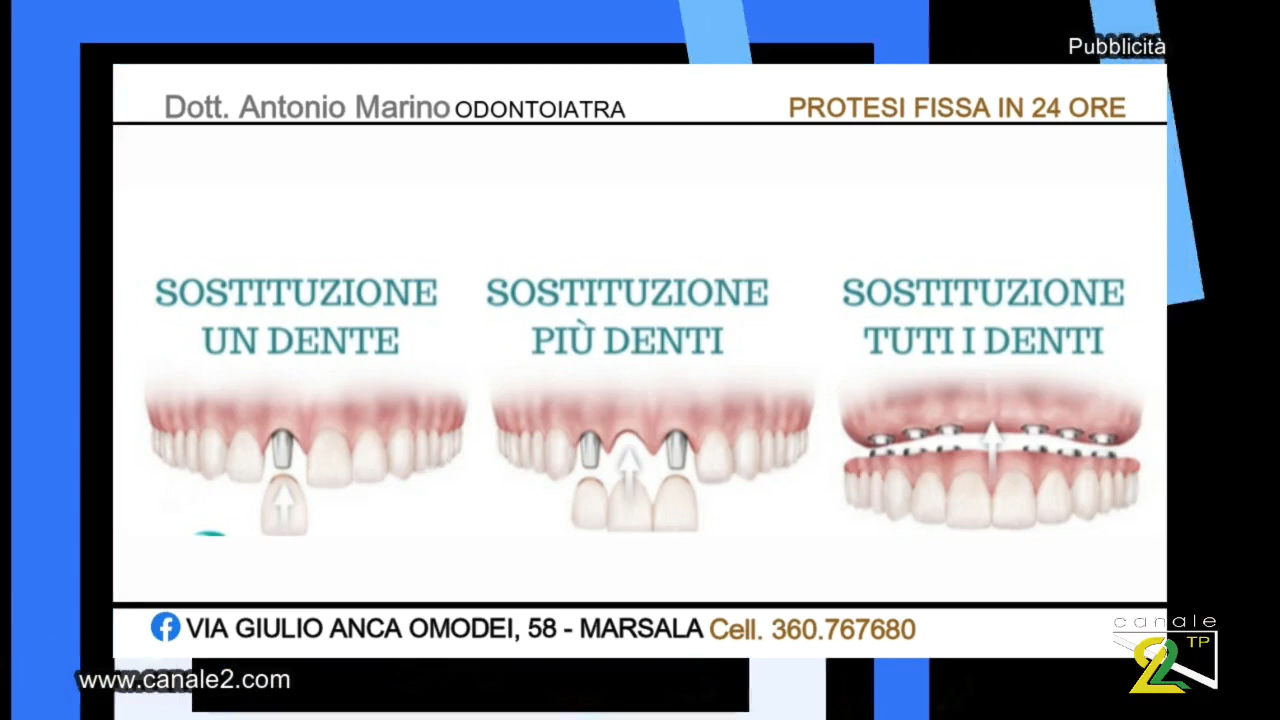 Pubblicità
Dott. Antonio Marino ODONTOIATRA
PROTESI FISSA IN 24 ORE
SOSTITUZIONE
UN DENTE
SOSTITUZIONE
PIÙ DENTI
SOSTITUZIONE
TUTI I DENTI
VIA GIULIO ANCA OMODEI, 58 - MARSALA Cell. 360.767680
canale
2 TP
www.canale2.com